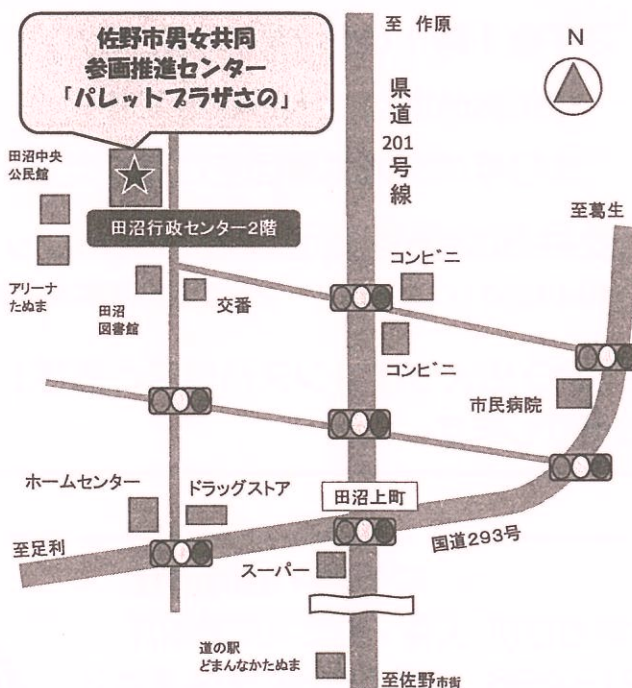 佐野市男女共同
参画推進センター
「パレットプラザさの」
至 作原
N
県道
201
号線
田沼中央
公民館
至葛生
田沼行政センター2階
アリーナ
たぬま
田沼
図書館
交番
コンビニ
コンビニ
市民病院
ホームセンター
ドラッグストア
田沼上町
至足利
国道293号
スーパー
道の駅
どまんなかたぬま
至佐野市街